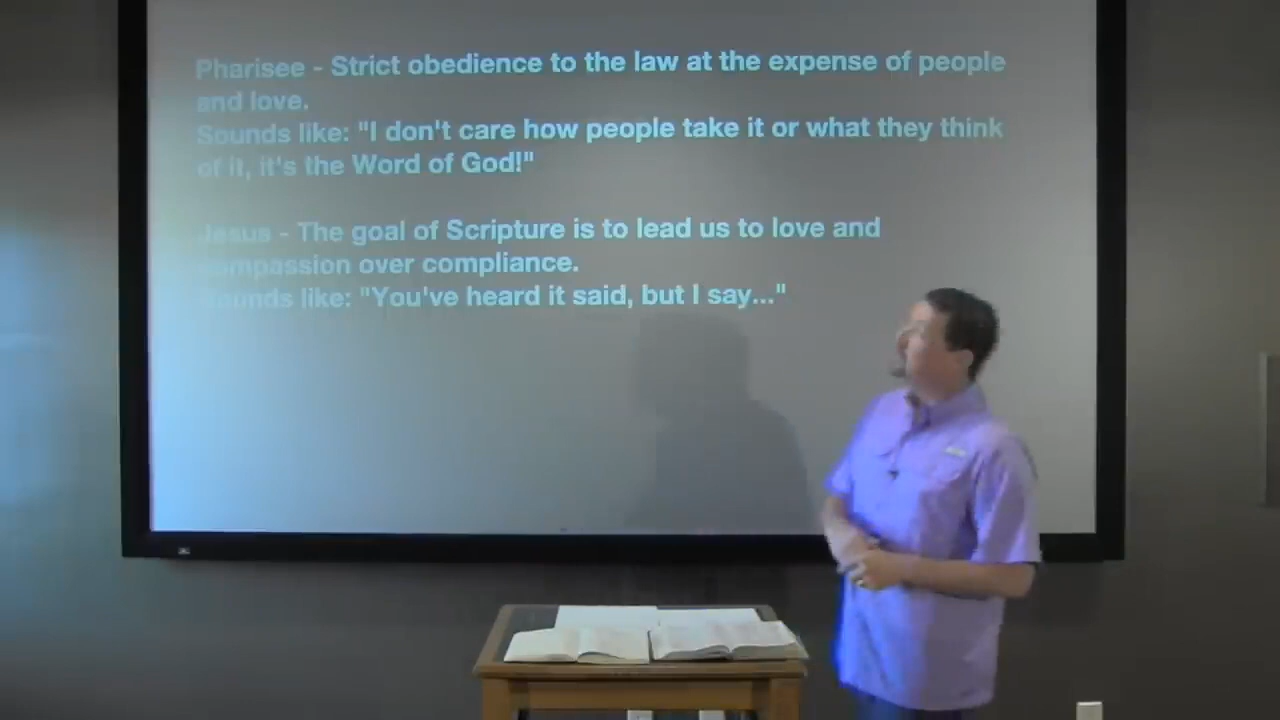 Pharisee - Strict obedience to the law at the expense of people
and love.
Sounds like: "I don't care how people take it or what they think
of it, it's the Word of God!"
Jesus - The goal of Scripture is to lead us to love and
compassion over compliance.
Sounds like: "You've heard it said, but I say..."